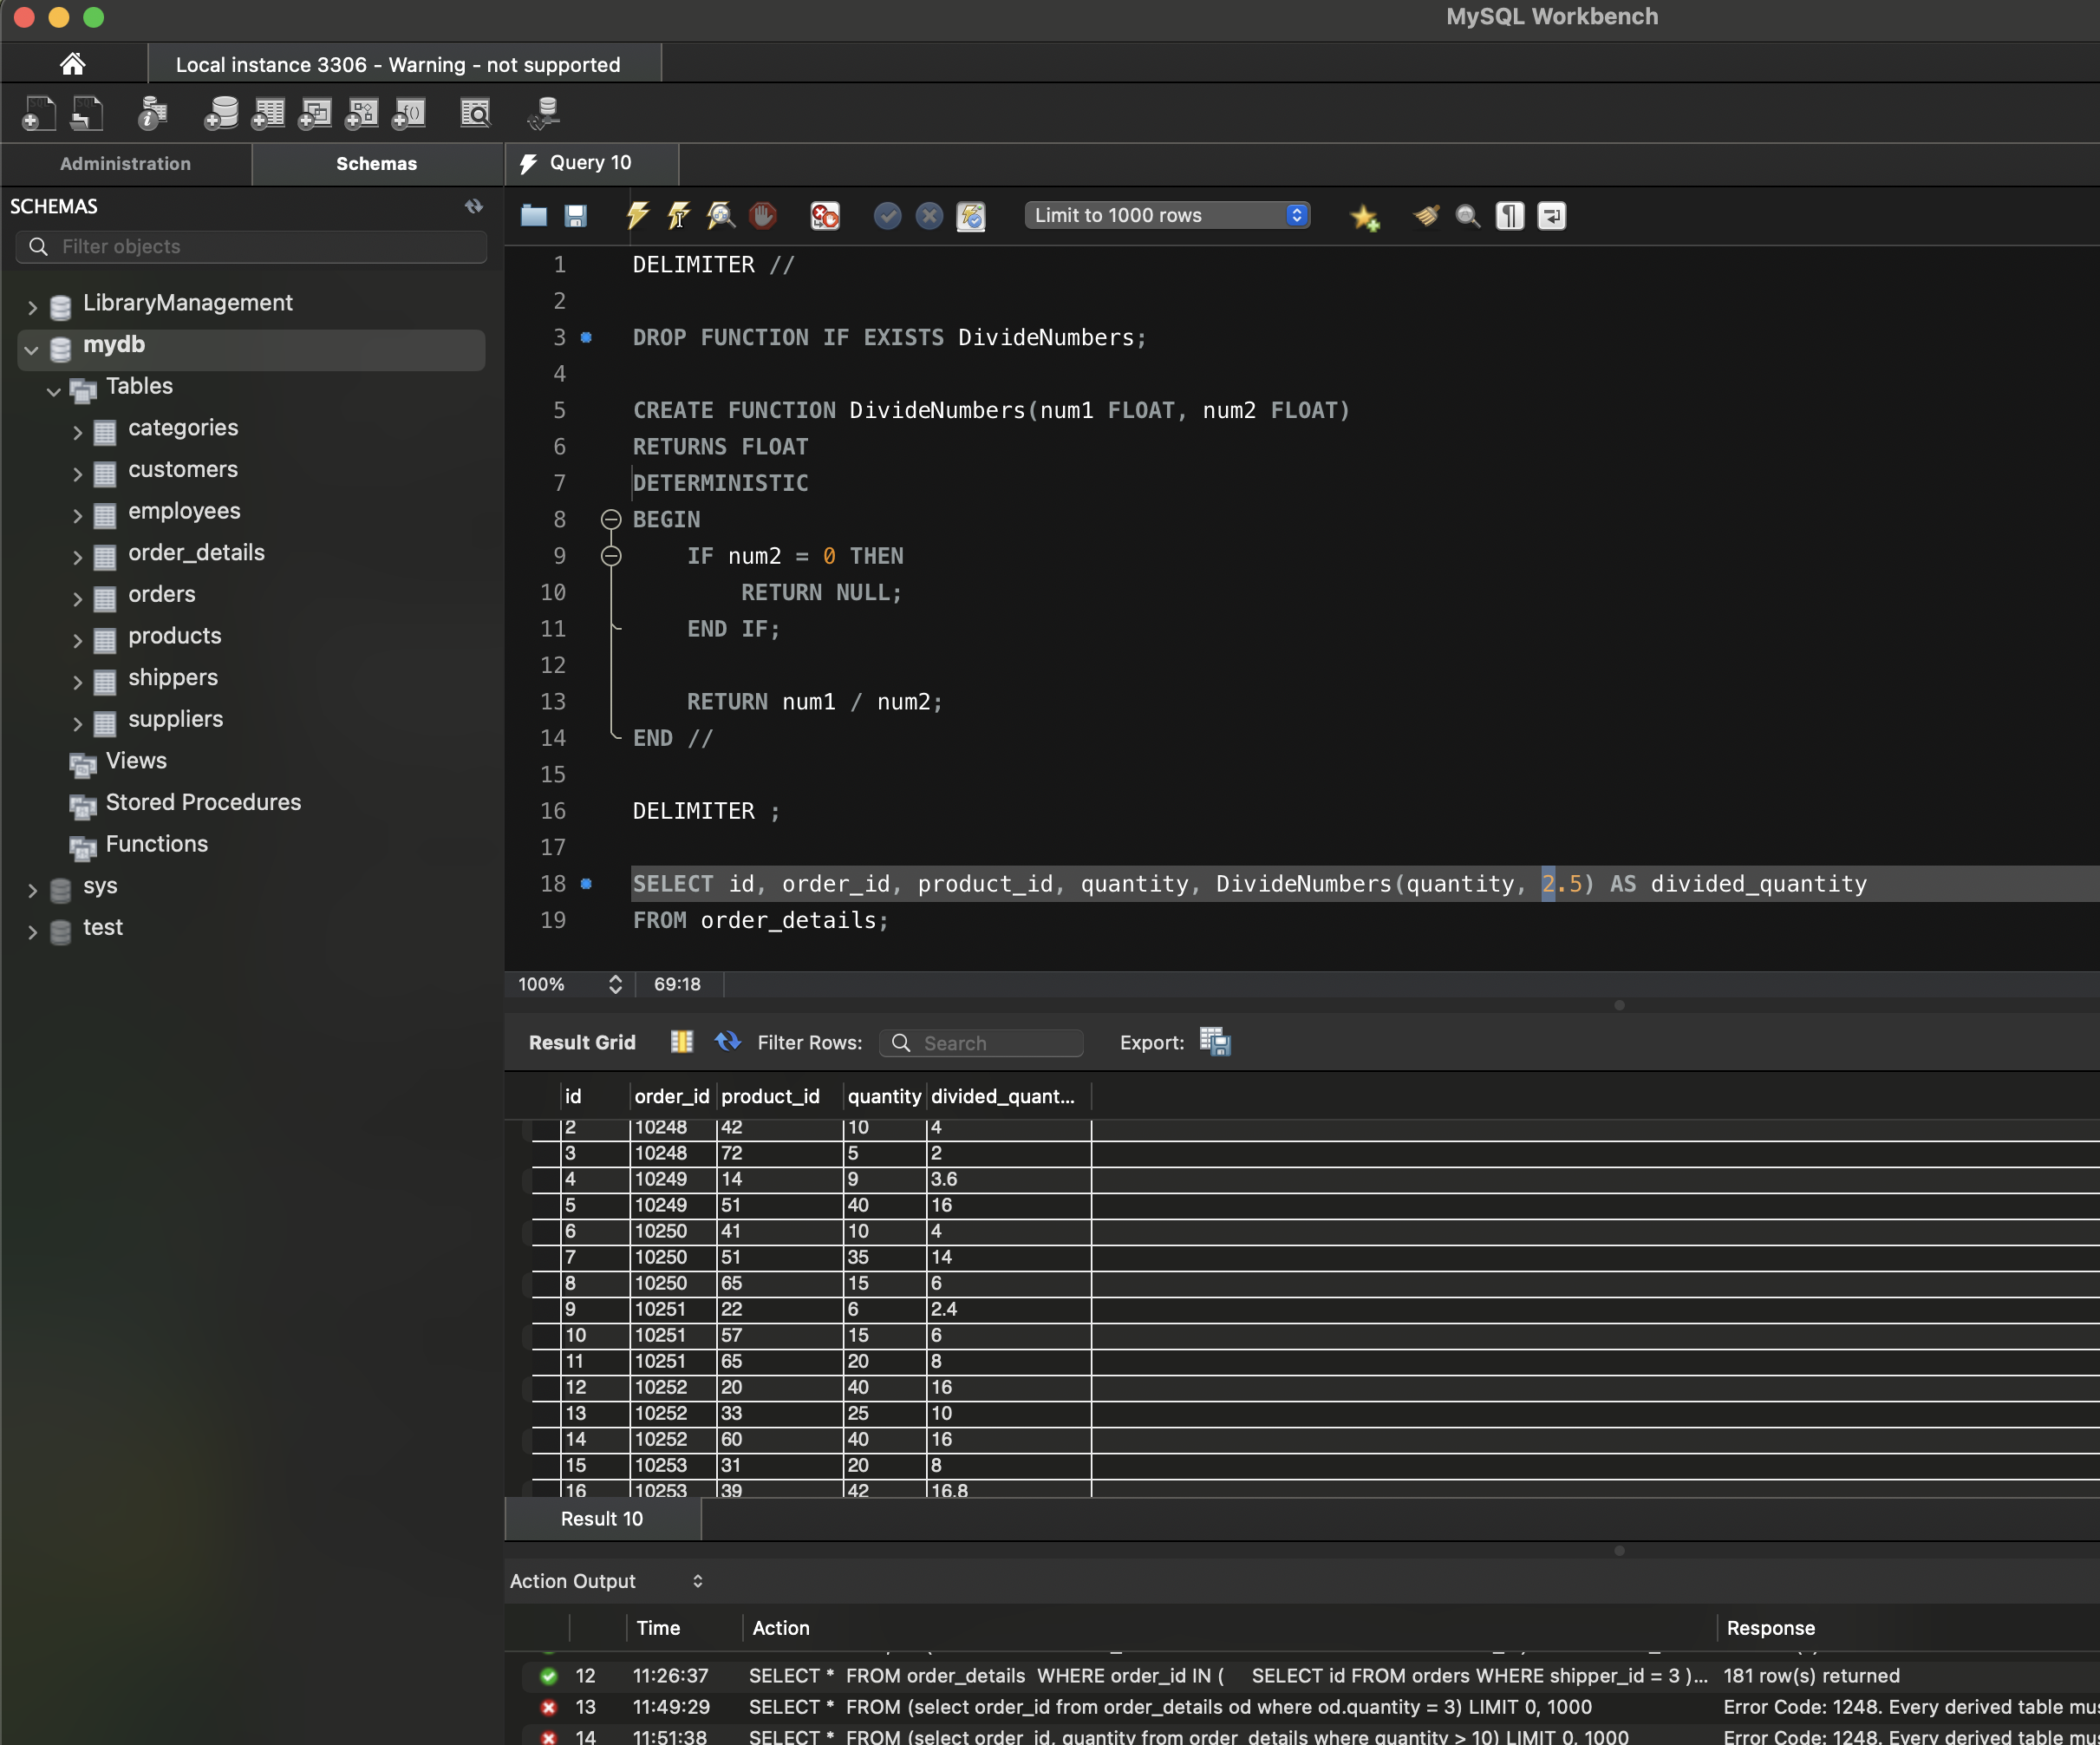 MySQL Workbench
Local instance 3306 - Warning - not supported
Administration
Schemas
Query 10
SCHEMAS
Filter objects
LibraryManagement
mydb
Tables
categories
customers
employees
order_details
orders
products
shippers
suppliers
Views
Stored Procedures
Functions
sys
test
Limit to 1000 rows
1 DELIMITER //
2
3 DROP FUNCTION IF EXISTS DivideNumbers;
4
5 CREATE FUNCTION DivideNumbers(num1 FLOAT, num2 FLOAT)
6 RETURNS FLOAT
7 DETERMINISTIC
8 BEGIN
9 IF num2 = 0 THEN
10 RETURN NULL;
11 END IF;
12
13 RETURN num1 / num2;
14 END //
15
16 DELIMITER ;
17
18 SELECT id, order_id, product_id, quantity, DivideNumbers(quantity, 2.5) AS divided_quantity
19 FROM order_details;
100% 69:18
Result Grid Filter Rows: Search Export:
id order_id product_id quantity divided_quant...
2 10248 42 10 4
3 10248 72 5 2
4 10249 14 9 3.6
5 10249 51 40 16
6 10250 41 10 4
7 10250 51 35 14
8 10250 65 15 6
9 10251 22 6 2.4
10 10251 57 15 6
11 10251 65 20 8
12 10252 20 40 16
13 10252 33 25 10
14 10252 60 40 16
15 10253 31 20 8
16 10253 39 42 16.8
Result 10
Action Output
Time Action Response
12 11:26:37 SELECT * FROM order_details WHERE order_id IN ( SELECT id FROM orders WHERE shipper_id = 3 )... 181 row(s) returned
13 11:49:29 SELECT * FROM (select order_id from order_details od where od.quantity = 3) LIMIT 0, 1000 Error Code: 1248. Every derived table mus
14 11:51:38 SELECT * FROM (select order_id, quantity from order_details where quantity > 10) LIMIT 0, 1000 Error Code: 1248. Every derived table mus